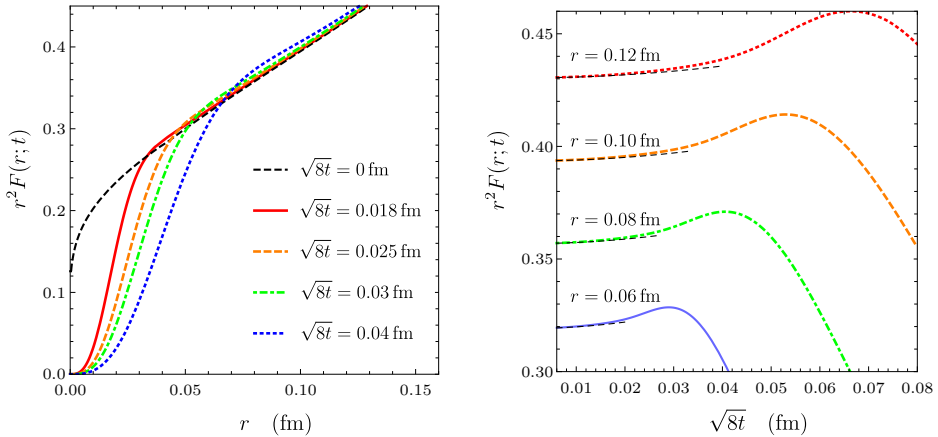 r²F(r;t)
0.4
0.3
0.2
0.1
0.0
√8t = 0 fm
√8t = 0.018 fm
√8t = 0.025 fm
√8t = 0.03 fm
√8t = 0.04 fm
0.00
0.05
0.10
0.15
r (fm)
r²F(r;t)
0.45
0.40
0.35
0.30
r = 0.12 fm
r = 0.10 fm
r = 0.08 fm
r = 0.06 fm
0.01
0.02
0.03
0.04
0.05
0.06
0.07
0.08
√8t (fm)